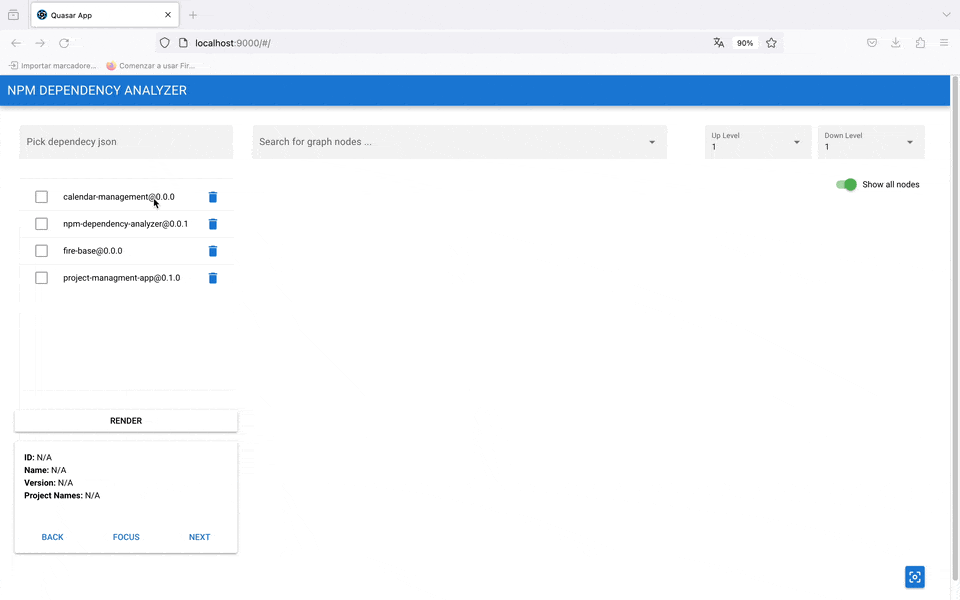 Quasar App
localhost:9000/#/
90%
Importar marcadore...
Comenzar a usar Fir...
NPM DEPENDENCY ANALYZER
Pick dependecy json
Search for graph nodes ...
Up Level
1
Down Level
1
Show all nodes
calendar-management@0.0.0
npm-dependency-analyzer@0.0.1
fire-base@0.0.0
project-managment-app@0.1.0
RENDER
ID: N/A
Name: N/A
Version: N/A
Project Names: N/A
BACK FOCUS NEXT